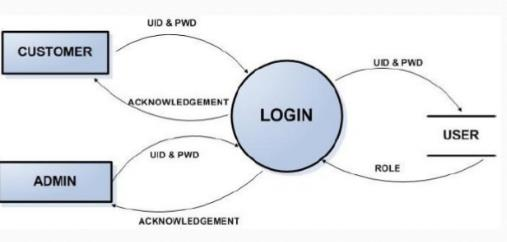 UID & PWD
CUSTOMER
UID & PWD
ACKNOWLEDGEMENT
LOGIN
USER
UID & PWD
ROLE
ADMIN
ACKNOWLEDGEMENT